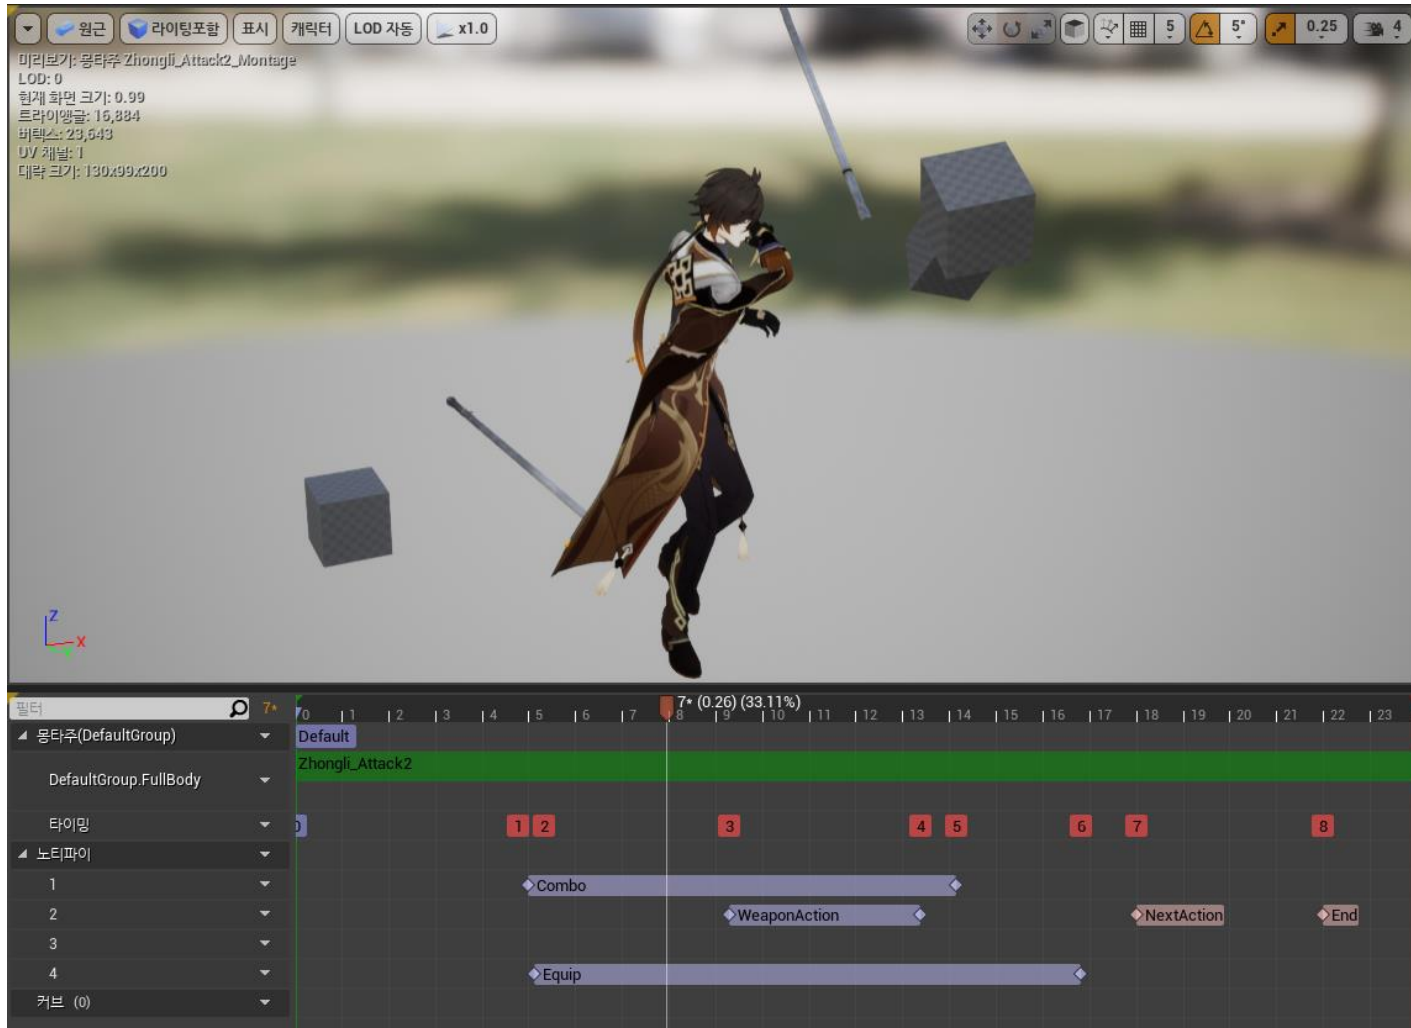 원근
라이팅포함
표시
캐릭터
LOD 자동
x1.0
5
5°
0.25
4
미리보기: 몽타주 Zhongli_Attack2_Montage
LOD: 0
현재 화면 크기: 0.99
트라이앵글: 16,884
버텍스: 23,643
UV 채널: 1
대략 크기: 130x99x200
Z
X
필터
7*
7* (0.26) (33.11%)
0 1 2 3 4 5 6 7 8 9 10 11 12 13 14 15 16 17 18 19 20 21 22 23
몽타주(DefaultGroup)
Default
DefaultGroup.FullBody
Zhongli_Attack2
타이밍
1 2 3 4 5 6 7 8
노티파이
1
Combo
2
WeaponAction
NextAction
End
3
4
Equip
커브 (0)